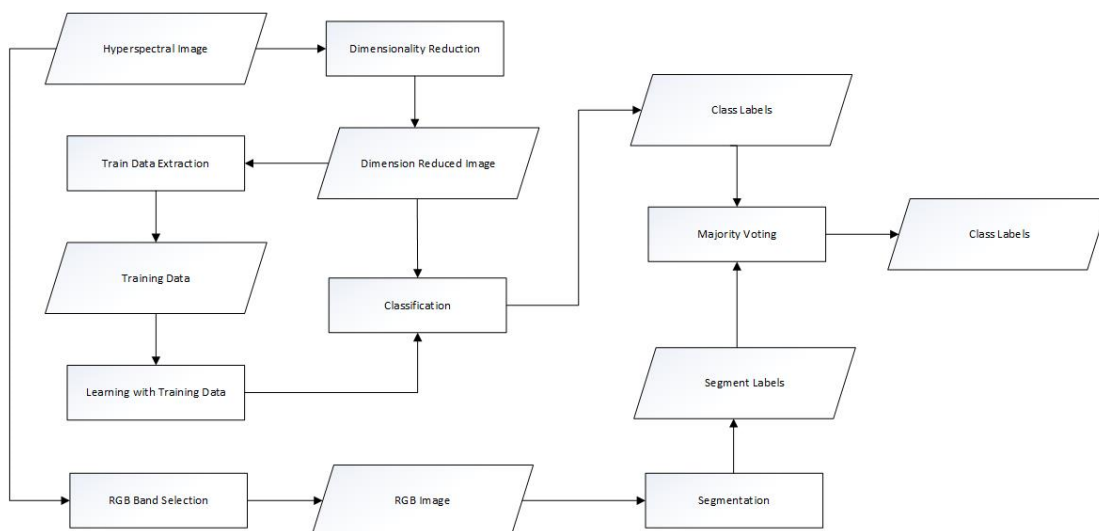 Hyperspectral Image
Dimensionality Reduction
Class Labels
Train Data Extraction
Dimension Reduced Image
Majority Voting
Class Labels
Training Data
Classification
Learning with Training Data
Segment Labels
RGB Band Selection
RGB Image
Segmentation